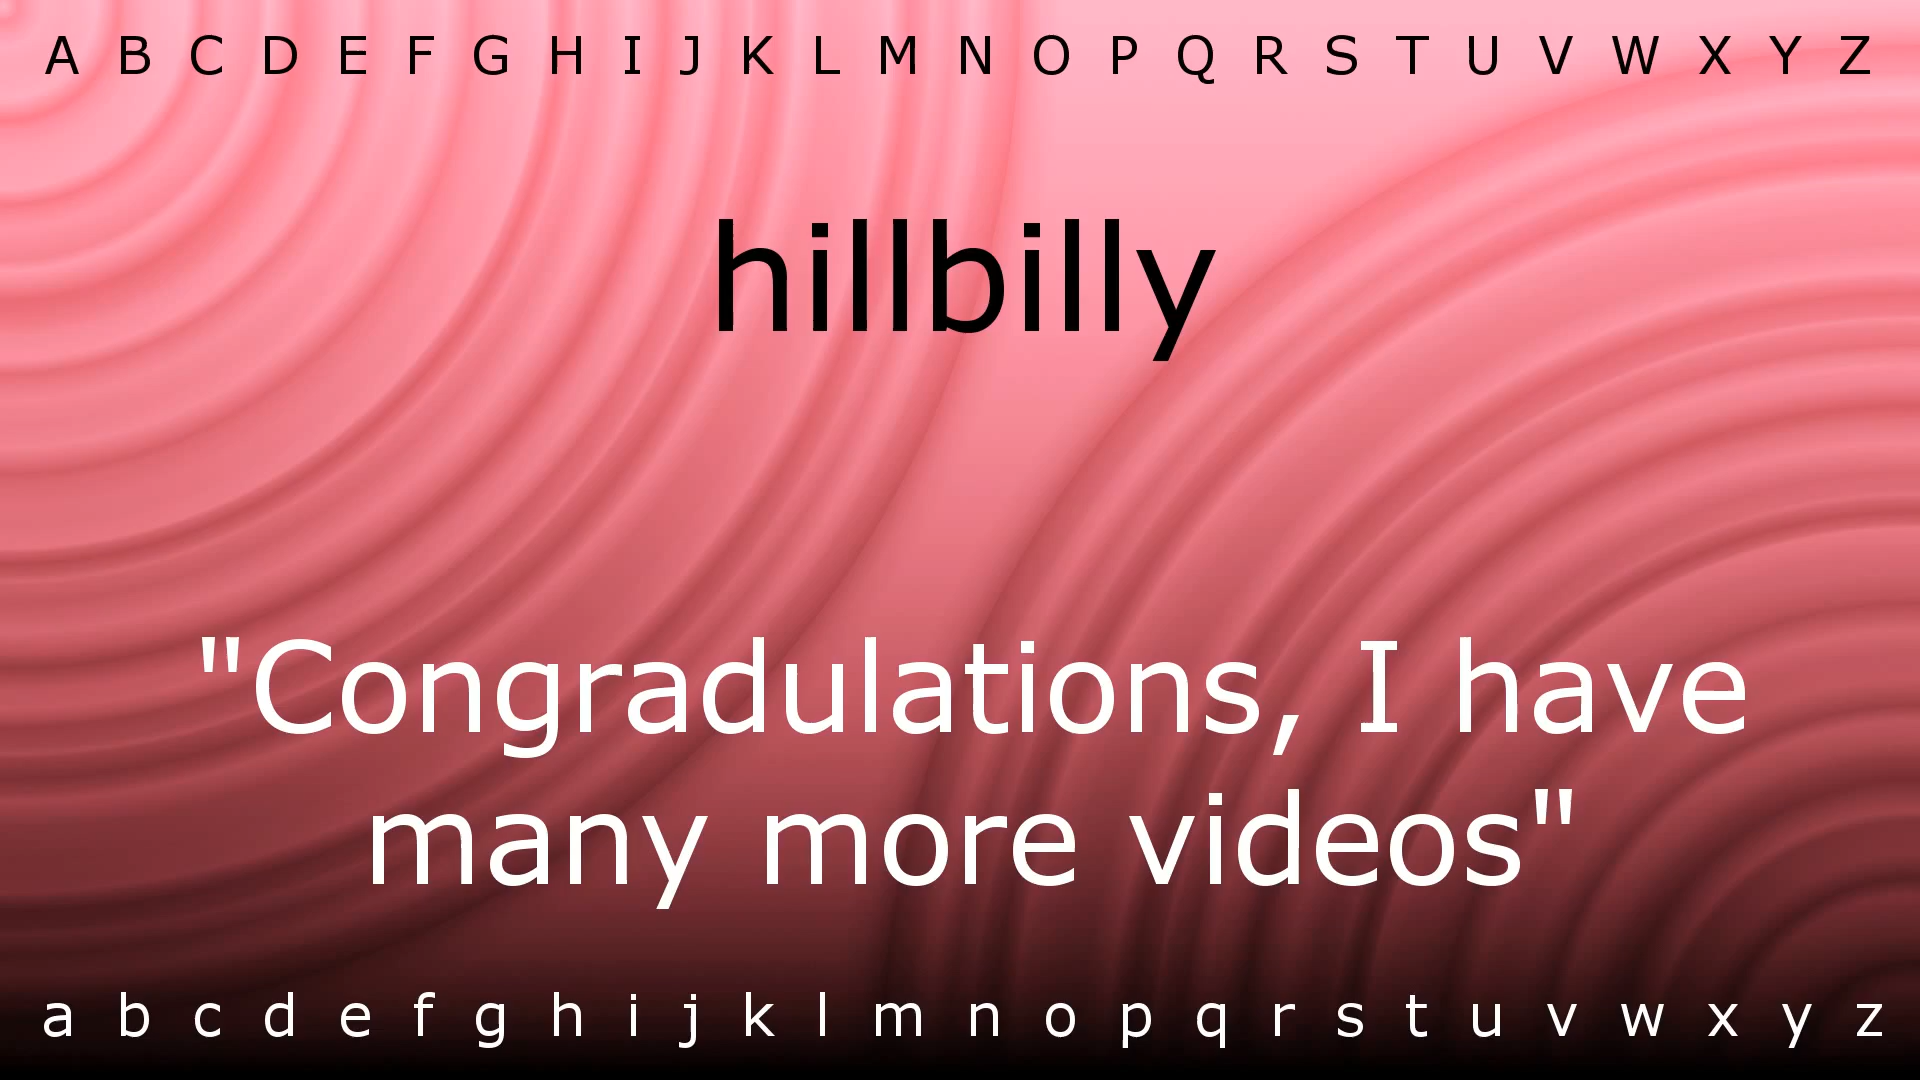 A B C D E F G H I J K L M N O P Q R S T U V W X Y Z
hillbilly
"Congradulations, I have
many more videos"
a b c d e f g h i j k l m n o p q r s t u v w x y z